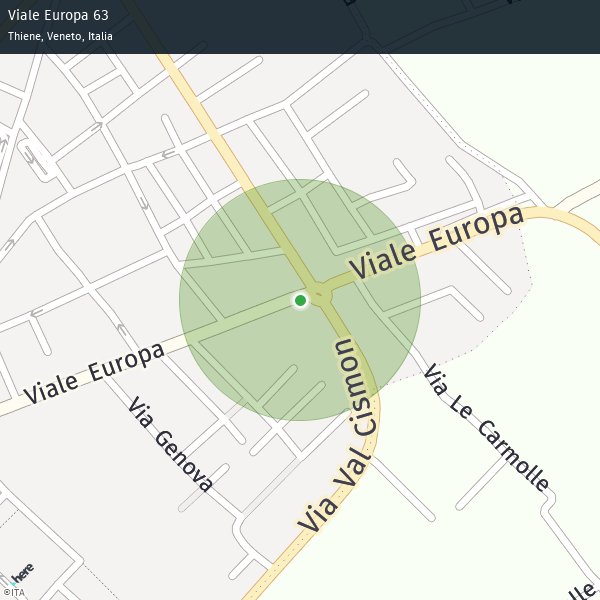 Viale Europa 63
Thiene, Veneto, Italia
Viale Europa
Viale Europa
Via Val Cismon
Via Le Carmolle
Via Genova
here
©ITA